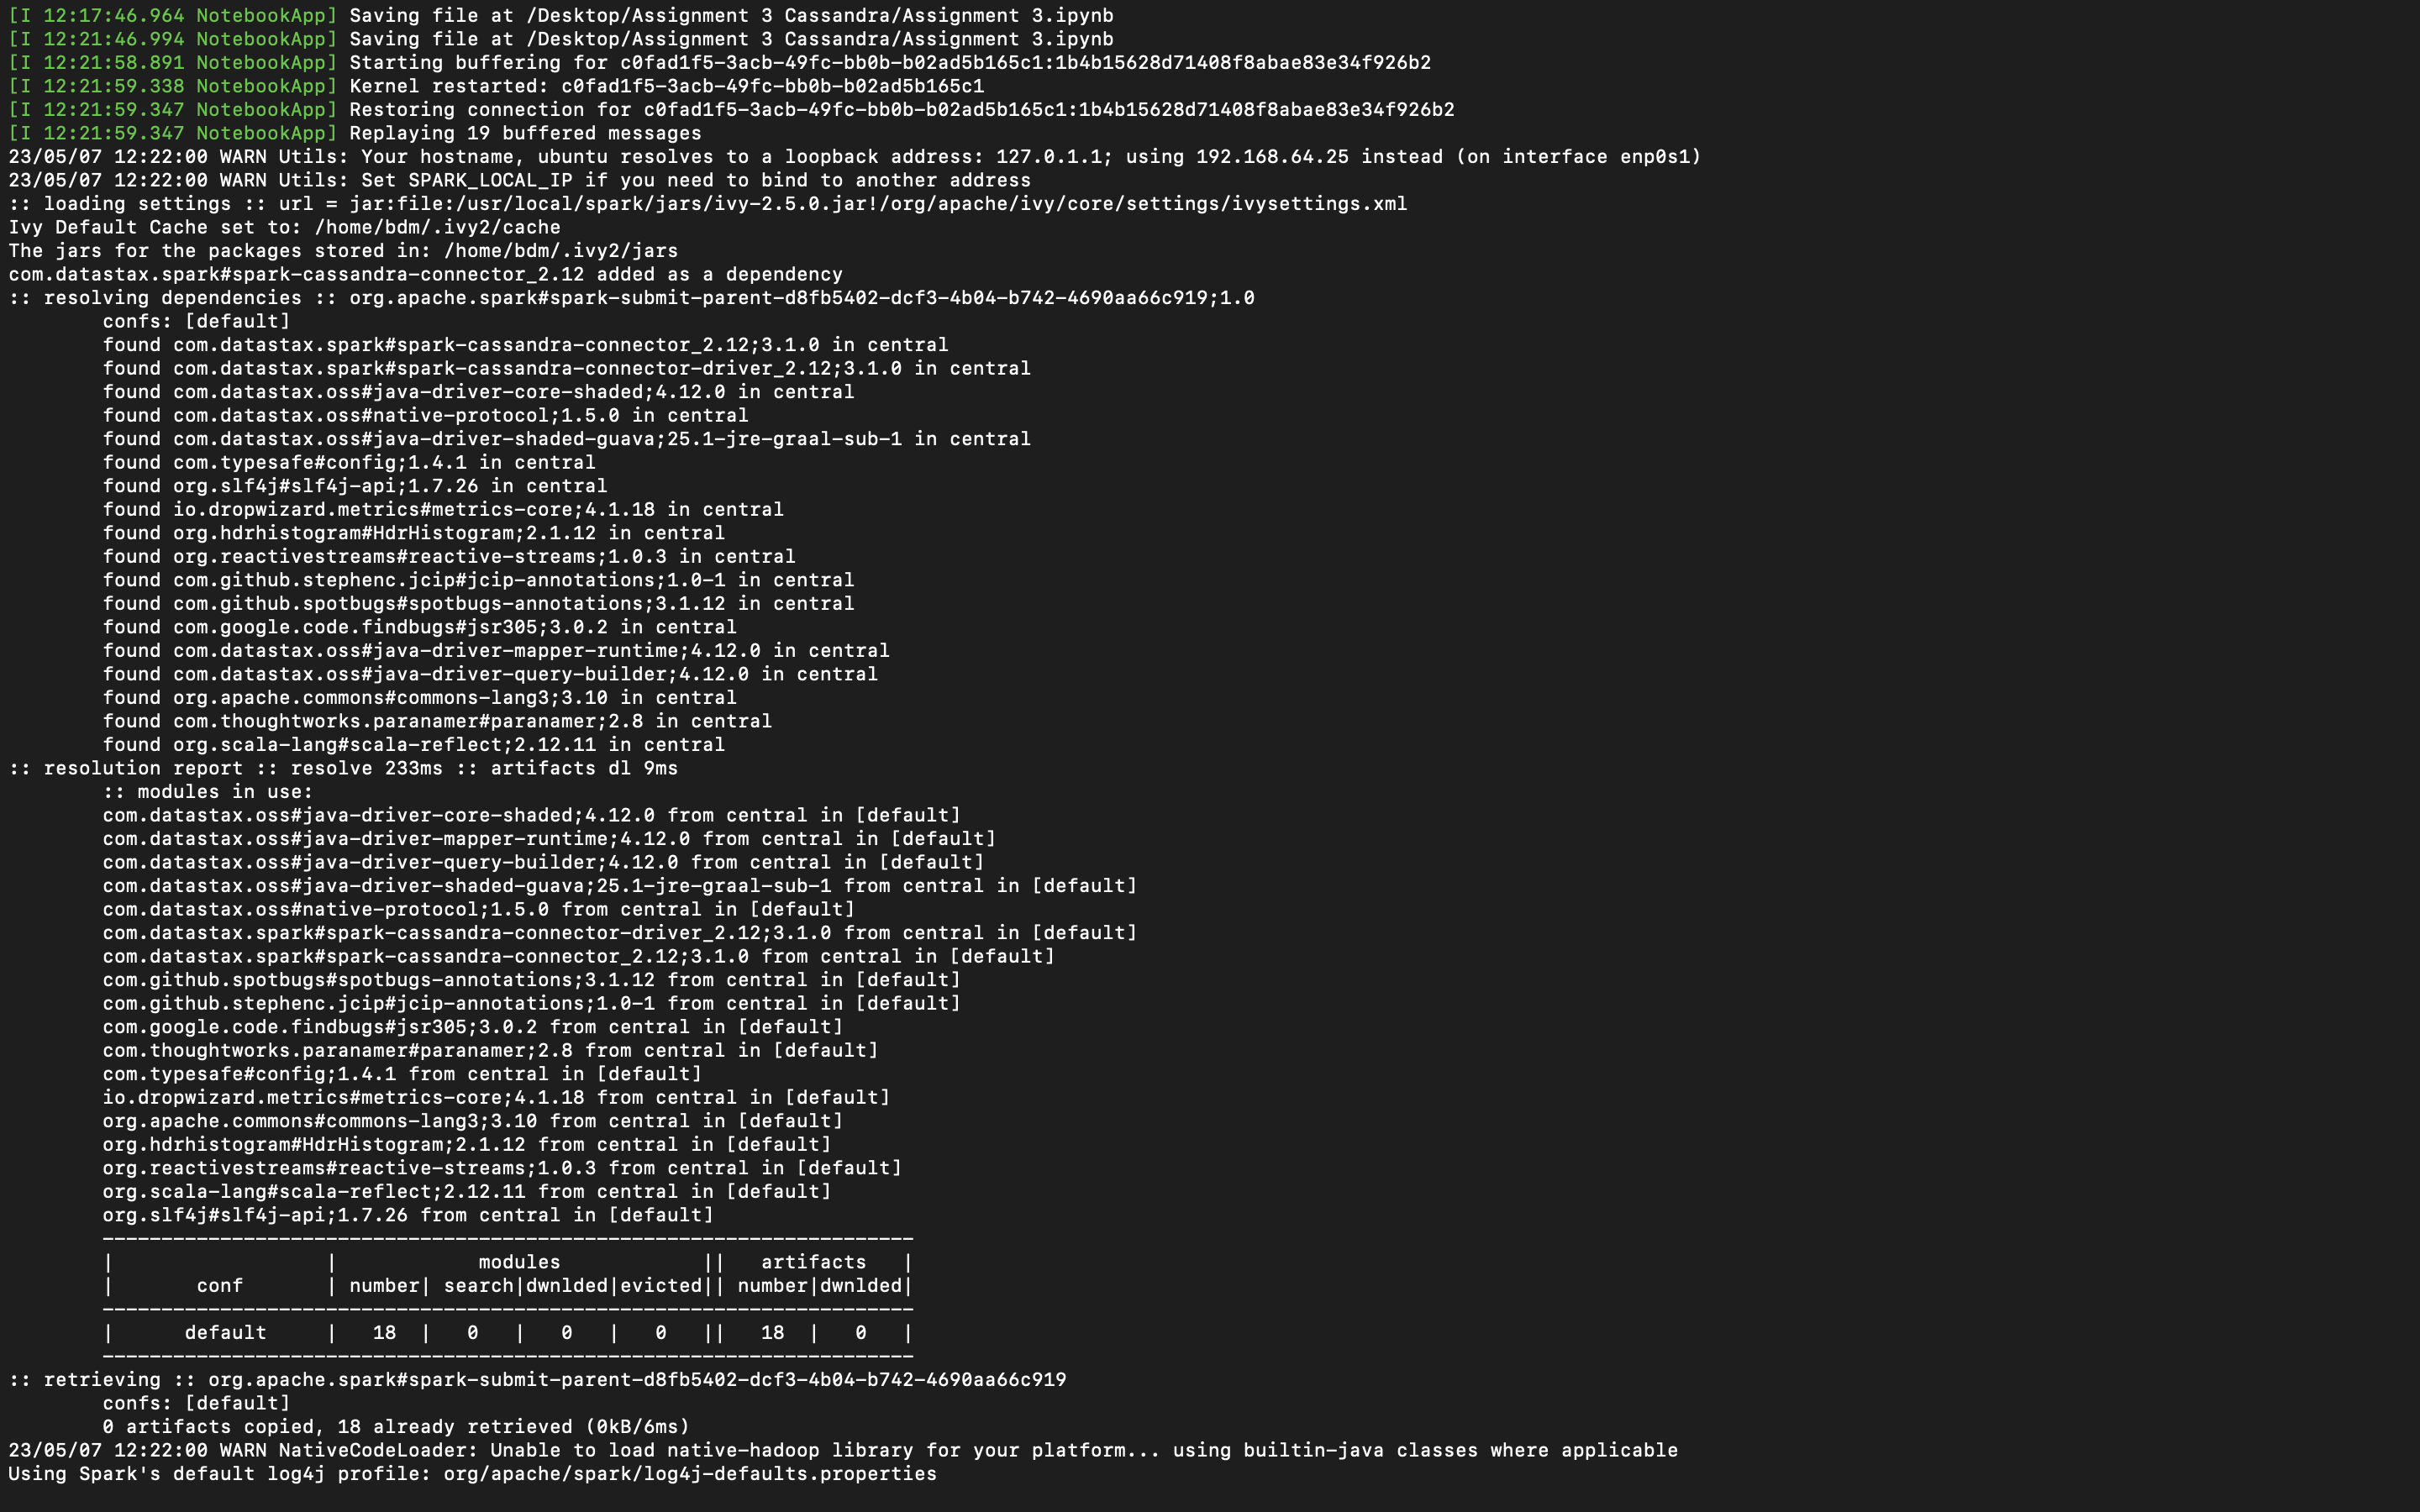 [I 12:17:46.964 NotebookApp] Saving file at /Desktop/Assignment 3 Cassandra/Assignment 3.ipynb
[I 12:21:46.994 NotebookApp] Saving file at /Desktop/Assignment 3 Cassandra/Assignment 3.ipynb
[I 12:21:58.891 NotebookApp] Starting buffering for c0fad1f5-3acb-49fc-bb0b-b02ad5b165c1:1b4b15628d71408f8abae83e34f926b2
[I 12:21:59.338 NotebookApp] Kernel restarted: c0fad1f5-3acb-49fc-bb0b-b02ad5b165c1
[I 12:21:59.347 NotebookApp] Restoring connection for c0fad1f5-3acb-49fc-bb0b-b02ad5b165c1:1b4b15628d71408f8abae83e34f926b2
[I 12:21:59.347 NotebookApp] Replaying 19 buffered messages
23/05/07 12:22:00 WARN Utils: Your hostname, ubuntu resolves to a loopback address: 127.0.1.1; using 192.168.64.25 instead (on interface enp0s1)
23/05/07 12:22:00 WARN Utils: Set SPARK_LOCAL_IP if you need to bind to another address
:: loading settings :: url = jar:file:/usr/local/spark/jars/ivy-2.5.0.jar!/org/apache/ivy/core/settings/ivysettings.xml
Ivy Default Cache set to: /home/bdm/.ivy2/cache
The jars for the packages stored in: /home/bdm/.ivy2/jars
com.datastax.spark#spark-cassandra-connector_2.12 added as a dependency
:: resolving dependencies :: org.apache.spark#spark-submit-parent-d8fb5402-dcf3-4b04-b742-4690aa66c919;1.0
        confs: [default]
        found com.datastax.spark#spark-cassandra-connector_2.12;3.1.0 in central
        found com.datastax.spark#spark-cassandra-connector-driver_2.12;3.1.0 in central
        found com.datastax.oss#java-driver-core-shaded;4.12.0 in central
        found com.datastax.oss#native-protocol;1.5.0 in central
        found com.datastax.oss#java-driver-shaded-guava;25.1-jre-graal-sub-1 in central
        found com.typesafe#config;1.4.1 in central
        found org.slf4j#slf4j-api;1.7.26 in central
        found io.dropwizard.metrics#metrics-core;4.1.18 in central
        found org.hdrhistogram#HdrHistogram;2.1.12 in central
        found org.reactivestreams#reactive-streams;1.0.3 in central
        found com.github.stephenc.jcip#jcip-annotations;1.0-1 in central
        found com.github.spotbugs#spotbugs-annotations;3.1.12 in central
        found com.google.code.findbugs#jsr305;3.0.2 in central
        found com.datastax.oss#java-driver-mapper-runtime;4.12.0 in central
        found com.datastax.oss#java-driver-query-builder;4.12.0 in central
        found org.apache.commons#commons-lang3;3.10 in central
        found com.thoughtworks.paranamer#paranamer;2.8 in central
        found org.scala-lang#scala-reflect;2.12.11 in central
:: resolution report :: resolve 233ms :: artifacts dl 9ms
        :: modules in use:
        com.datastax.oss#java-driver-core-shaded;4.12.0 from central in [default]
        com.datastax.oss#java-driver-mapper-runtime;4.12.0 from central in [default]
        com.datastax.oss#java-driver-query-builder;4.12.0 from central in [default]
        com.datastax.oss#java-driver-shaded-guava;25.1-jre-graal-sub-1 from central in [default]
        com.datastax.oss#native-protocol;1.5.0 from central in [default]
        com.datastax.spark#spark-cassandra-connector-driver_2.12;3.1.0 from central in [default]
        com.datastax.spark#spark-cassandra-connector_2.12;3.1.0 from central in [default]
        com.github.spotbugs#spotbugs-annotations;3.1.12 from central in [default]
        com.github.stephenc.jcip#jcip-annotations;1.0-1 from central in [default]
        com.google.code.findbugs#jsr305;3.0.2 from central in [default]
        com.thoughtworks.paranamer#paranamer;2.8 from central in [default]
        com.typesafe#config;1.4.1 from central in [default]
        io.dropwizard.metrics#metrics-core;4.1.18 from central in [default]
        org.apache.commons#commons-lang3;3.10 from central in [default]
        org.hdrhistogram#HdrHistogram;2.1.12 from central in [default]
        org.reactivestreams#reactive-streams;1.0.3 from central in [default]
        org.scala-lang#scala-reflect;2.12.11 from central in [default]
        org.slf4j#slf4j-api;1.7.26 from central in [default]
        ---------------------------------------------------------------------
        |                  |            modules            ||   artifacts   |
        |       conf       | number| search|dwnlded|evicted|| number|dwnlded|
        ---------------------------------------------------------------------
        |      default     |   18  |   0   |   0   |   0   ||   18  |   0   |
        ---------------------------------------------------------------------
:: retrieving :: org.apache.spark#spark-submit-parent-d8fb5402-dcf3-4b04-b742-4690aa66c919
        confs: [default]
        0 artifacts copied, 18 already retrieved (0kB/6ms)
23/05/07 12:22:00 WARN NativeCodeLoader: Unable to load native-hadoop library for your platform... using builtin-java classes where applicable
Using Spark's default log4j profile: org/apache/spark/log4j-defaults.properties